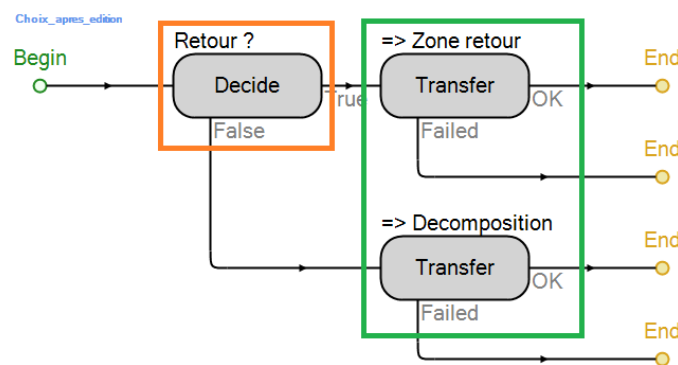 Choix_apres_edition
Begin
Retour ?
Decide
True
False
=> Zone retour
Transfer
OK
Failed
End
End
=> Decomposition
Transfer
OK
Failed
End
End